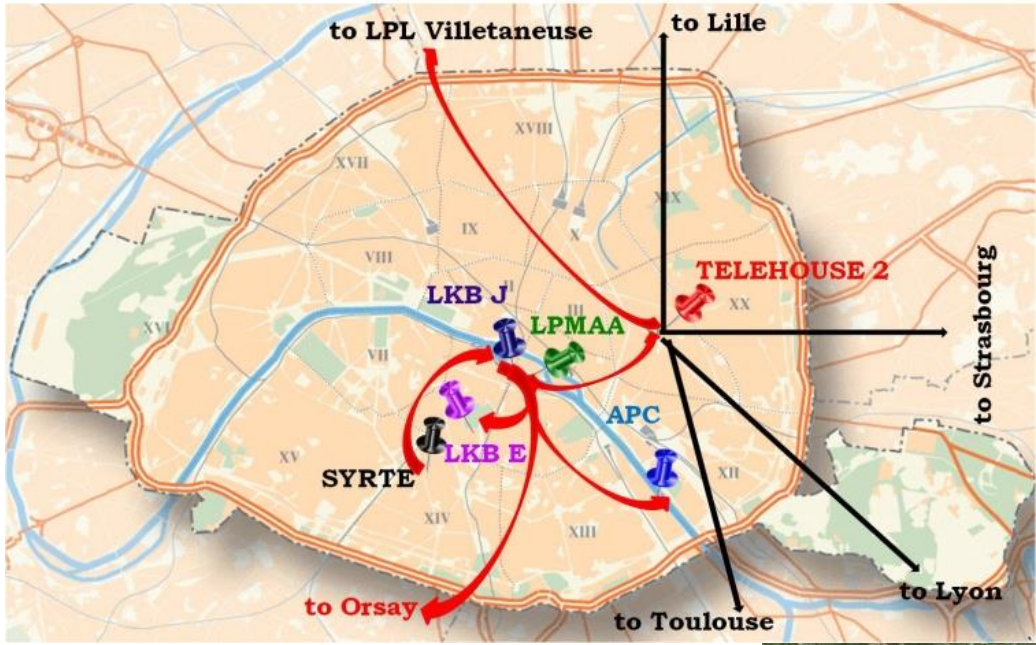 to LPL Villetaneuse
to Lille
XVIII
XVII
XIX
IX
X
VIII
TELEHOUSE 2
II
LKB J
III
XX
LPMAA
XVI
VII
to Strasbourg
APC
LKB E
XV
SYRTE
XII
XIV
XIII
to Lyon
to Orsay
to Toulouse